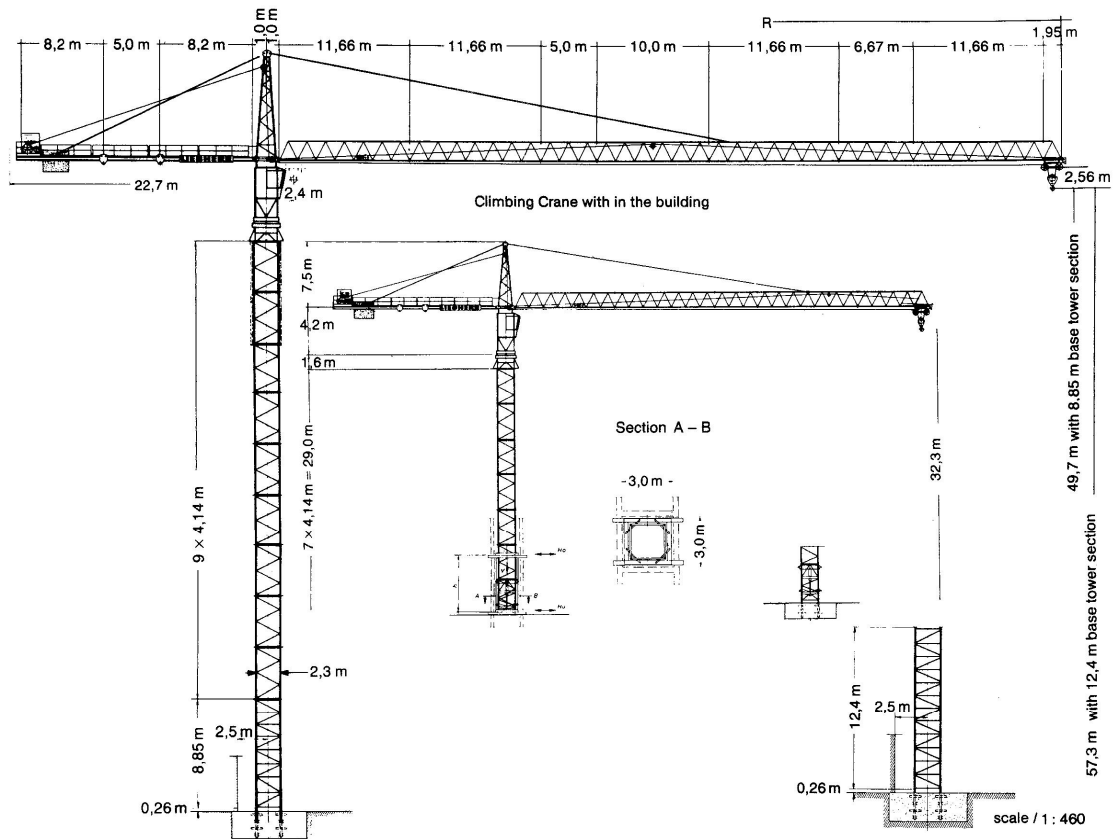 R
8,2 m
5,0 m
8,2 m
1,0 m
1,0 m
11,66 m
11,66 m
5,0 m
10,0 m
11,66 m
6,67 m
11,66 m
1,95 m
LIEBHERR
22,7 m
2,4 m
2,56 m
Climbing Crane with in the building
7,5 m
LIEBHERR
4,2 m
1,6 m
9 × 4,14 m
7 × 4,14 m = 29,0 m
Section A – B
3,0 m
3,0 m
32,3 m
49,7 m with 8.85 m base tower section
57,3 m with 12,4 m base tower section
A
B
2,3 m
8,85 m
2,5 m
0,26 m
12,4 m
2,5 m
0,26 m
scale / 1 : 460